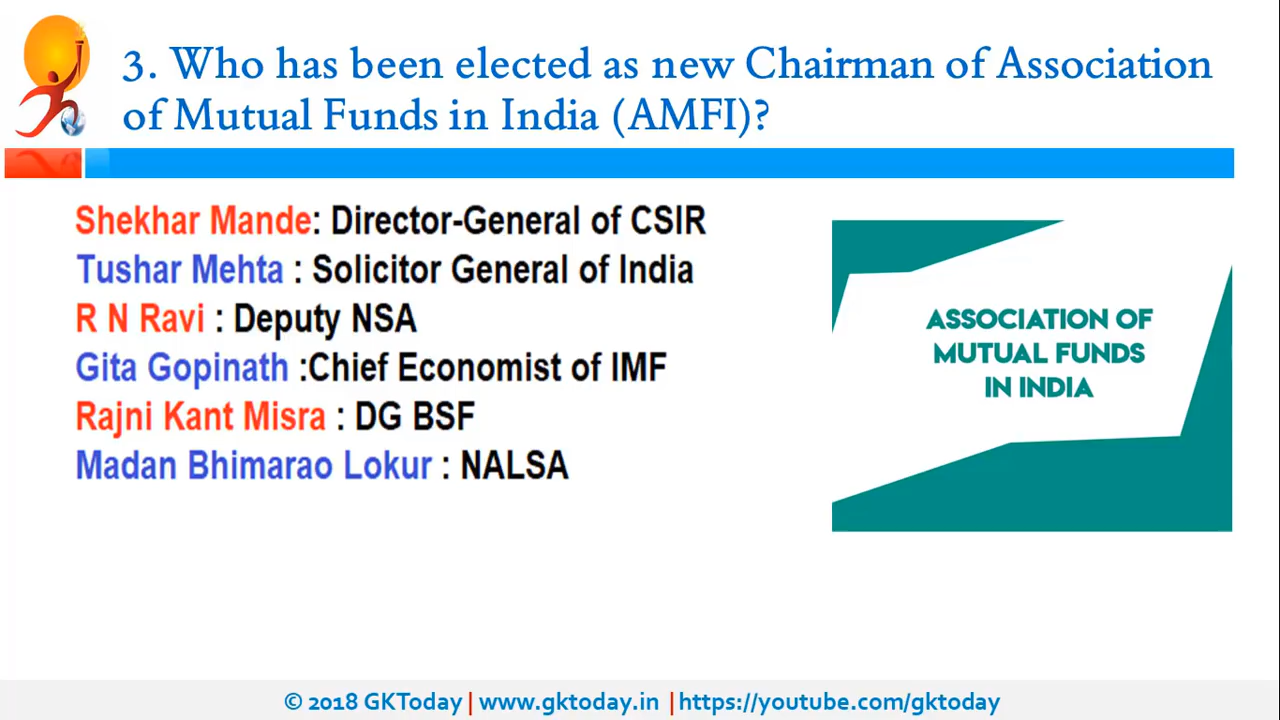 3. Who has been elected as new Chairman of Association
of Mutual Funds in India (AMFI)?
Shekhar Mande: Director-General of CSIR
Tushar Mehta : Solicitor General of India
R N Ravi : Deputy NSA
Gita Gopinath :Chief Economist of IMF
Rajni Kant Misra : DG BSF
Madan Bhimarao Lokur : NALSA
ASSOCIATION OF
MUTUAL FUNDS
IN INDIA
© 2018 GKToday | www.gktoday.in | https://youtube.com/gktoday